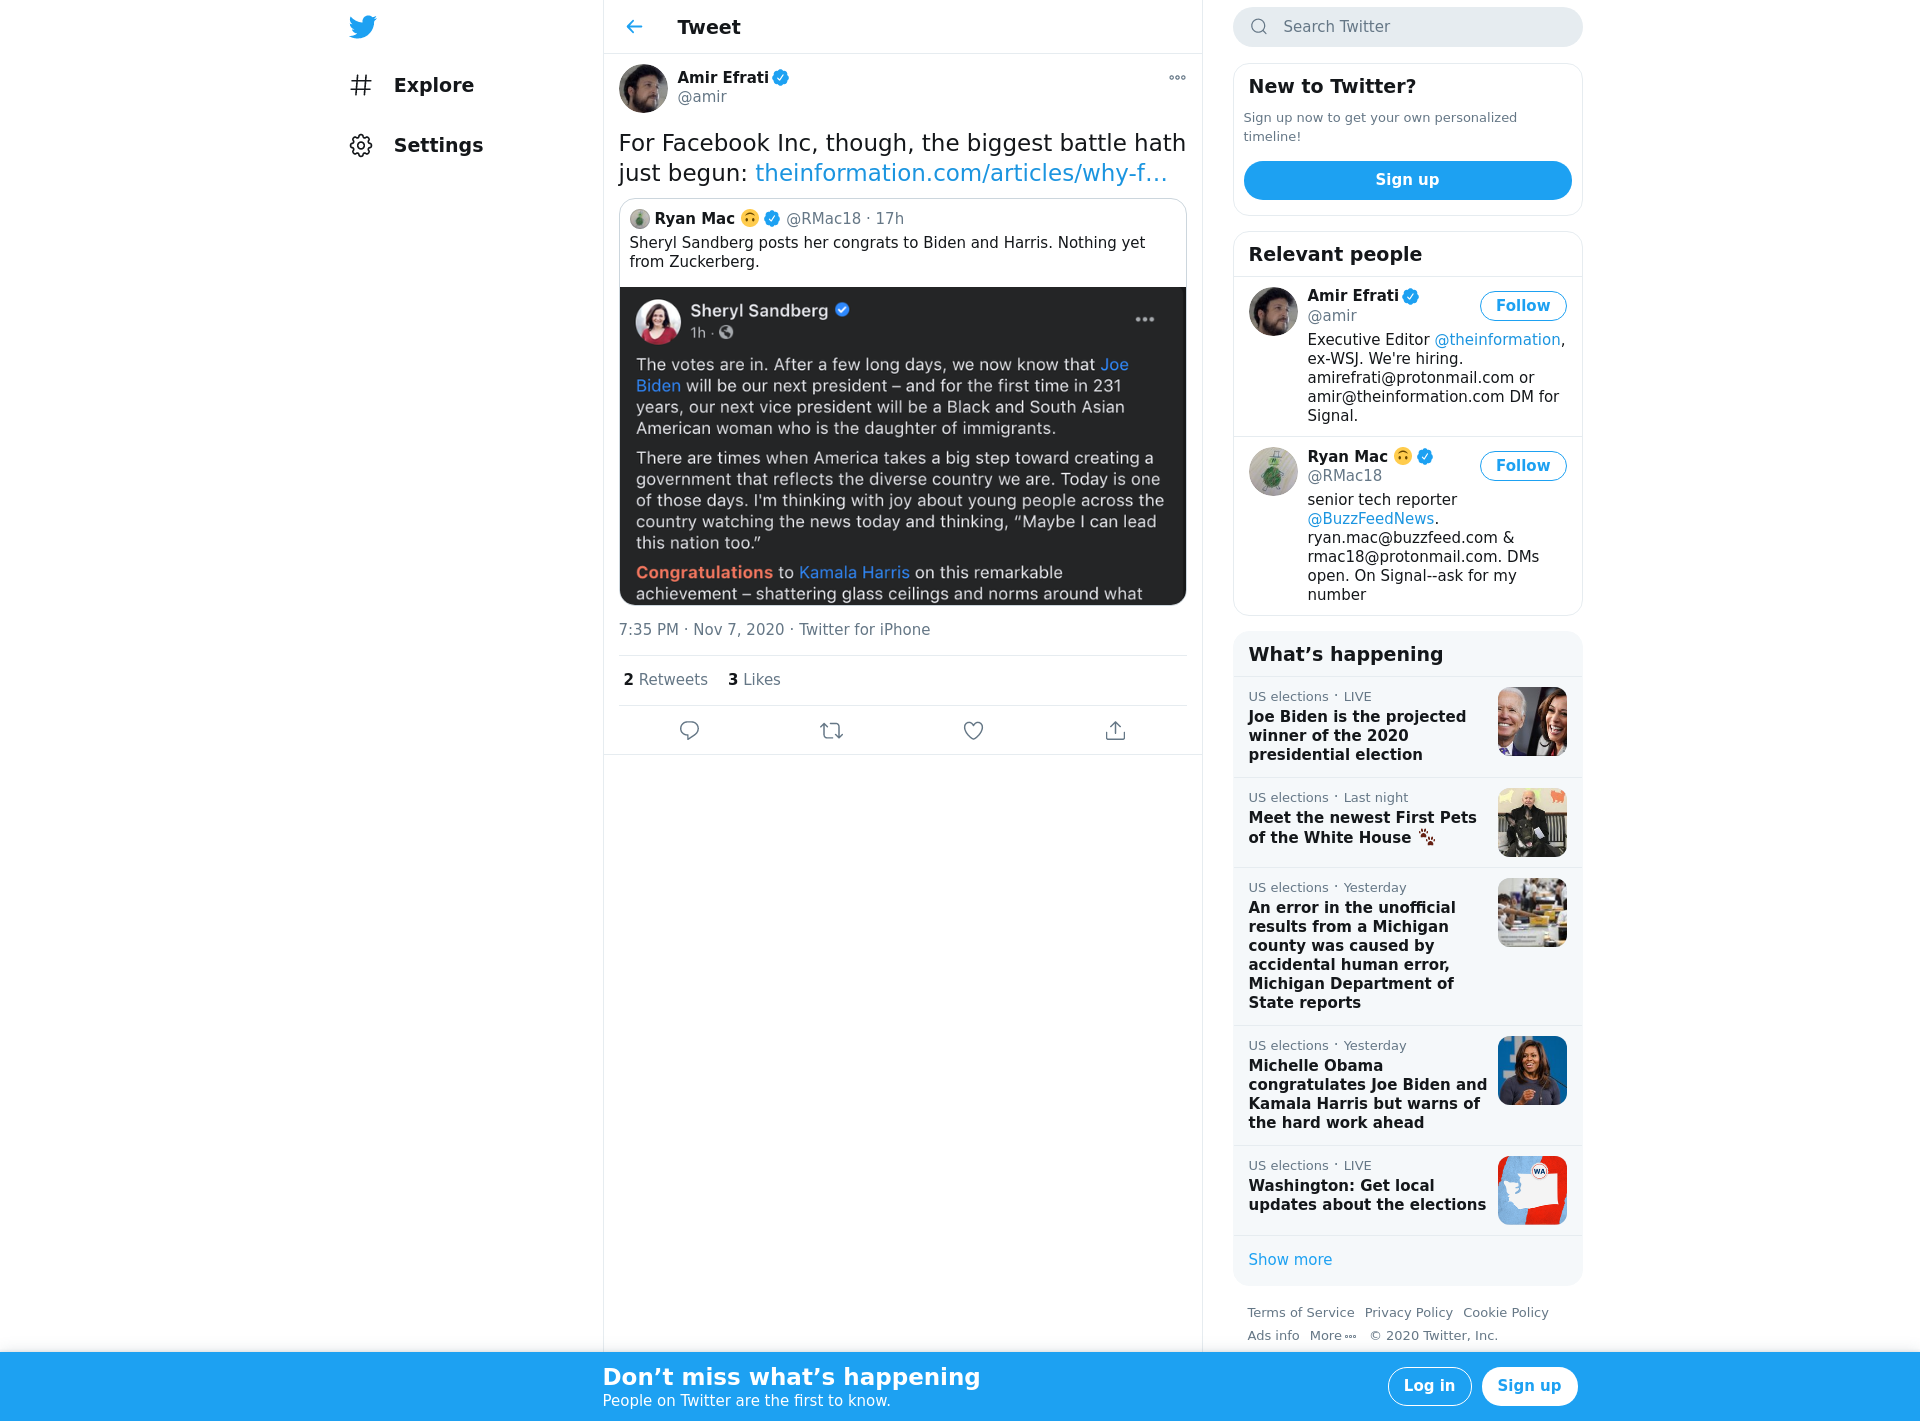 Explore
Settings
Tweet
Amir Efrati
@amir
For Facebook Inc, though, the biggest battle hath
just begun: theinformation.com/articles/why-f…
Ryan Mac 🙃 @RMac18 · 17h
Sheryl Sandberg posts her congrats to Biden and Harris. Nothing yet
from Zuckerberg.
Sheryl Sandberg
1h ·
The votes are in. After a few long days, we now know that Joe
Biden will be our next president – and for the first time in 231
years, our next vice president will be a Black and South Asian
American woman who is the daughter of immigrants.
There are times when America takes a big step toward creating a
government that reflects the diverse country we are. Today is one
of those days. I'm thinking with joy about young people across the
country watching the news today and thinking, “Maybe I can lead
this nation too.”
Congratulations to Kamala Harris on this remarkable
achievement – shattering glass ceilings and norms around what
7:35 PM · Nov 7, 2020 · Twitter for iPhone
2 Retweets 3 Likes
Search Twitter
New to Twitter?
Sign up now to get your own personalized
timeline!
Sign up
Relevant people
Amir Efrati
@amir
Follow
Executive Editor @theinformation,
ex-WSJ. We're hiring.
amirefrati@protonmail.com or
amir@theinformation.com DM for
Signal.
Ryan Mac 🙃
@RMac18
Follow
senior tech reporter
@BuzzFeedNews.
ryan.mac@buzzfeed.com &
rmac18@protonmail.com. DMs
open. On Signal--ask for my
number
What’s happening
US elections · LIVE
Joe Biden is the projected
winner of the 2020
presidential election
US elections · Last night
Meet the newest First Pets
of the White House 🐾
US elections · Yesterday
An error in the unofficial
results from a Michigan
county was caused by
accidental human error,
Michigan Department of
State reports
US elections · Yesterday
Michelle Obama
congratulates Joe Biden and
Kamala Harris but warns of
the hard work ahead
US elections · LIVE
Washington: Get local
updates about the elections
WA
Show more
Terms of Service Privacy Policy Cookie Policy
Ads info More © 2020 Twitter, Inc.
Don’t miss what’s happening
People on Twitter are the first to know.
Log in
Sign up